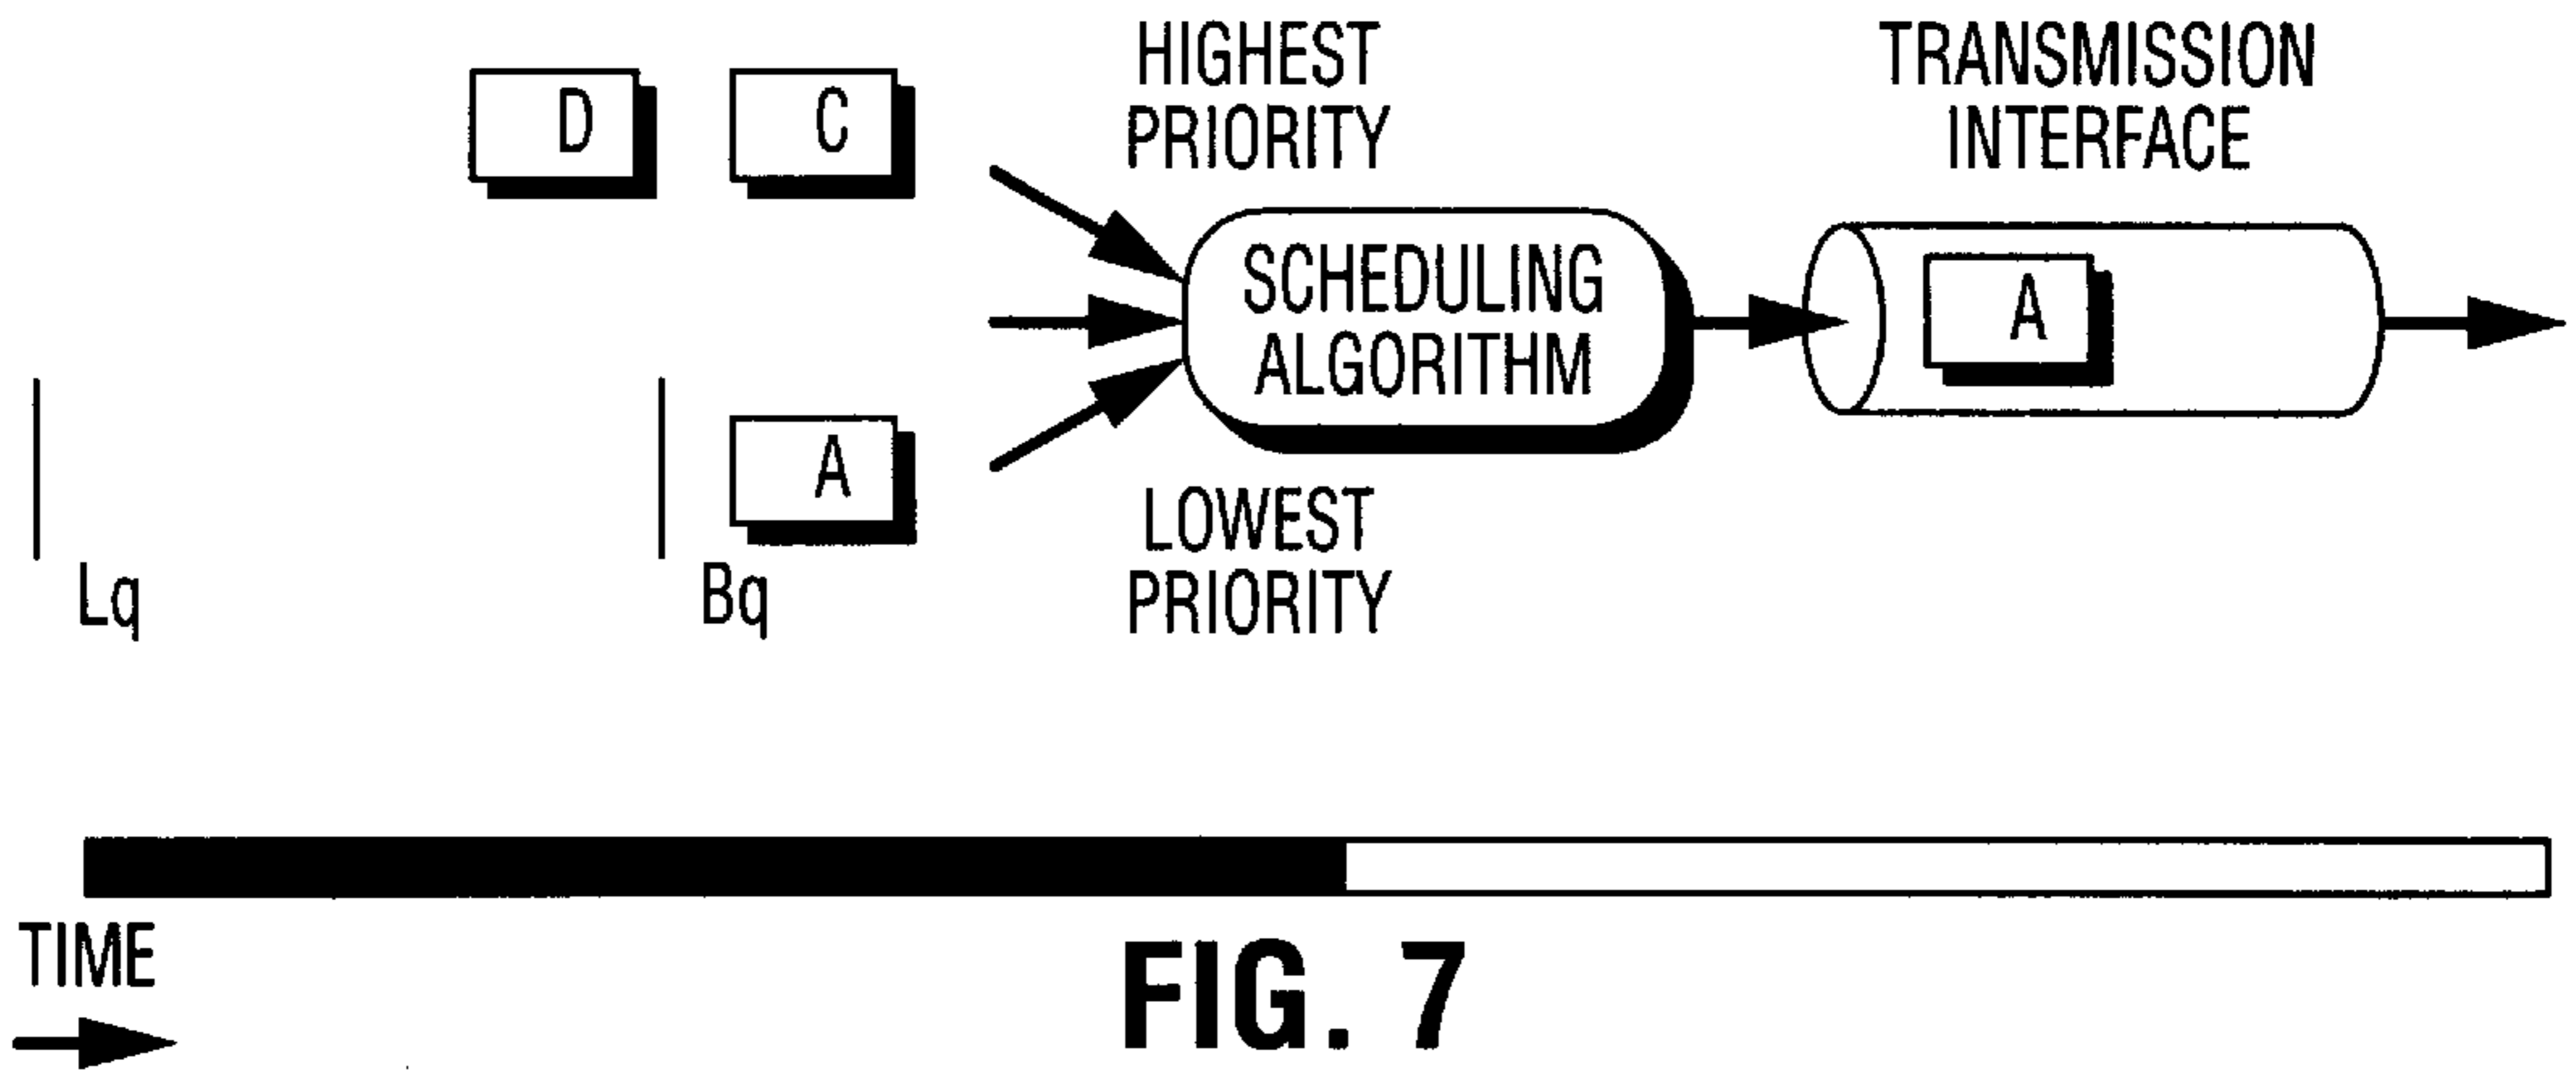 HIGHEST
PRIORITY
TRANSMISSION
INTERFACE
D
C
SCHEDULING
ALGORITHM
A
A
Lq
Bq
LOWEST
PRIORITY
TIME
FIG. 7